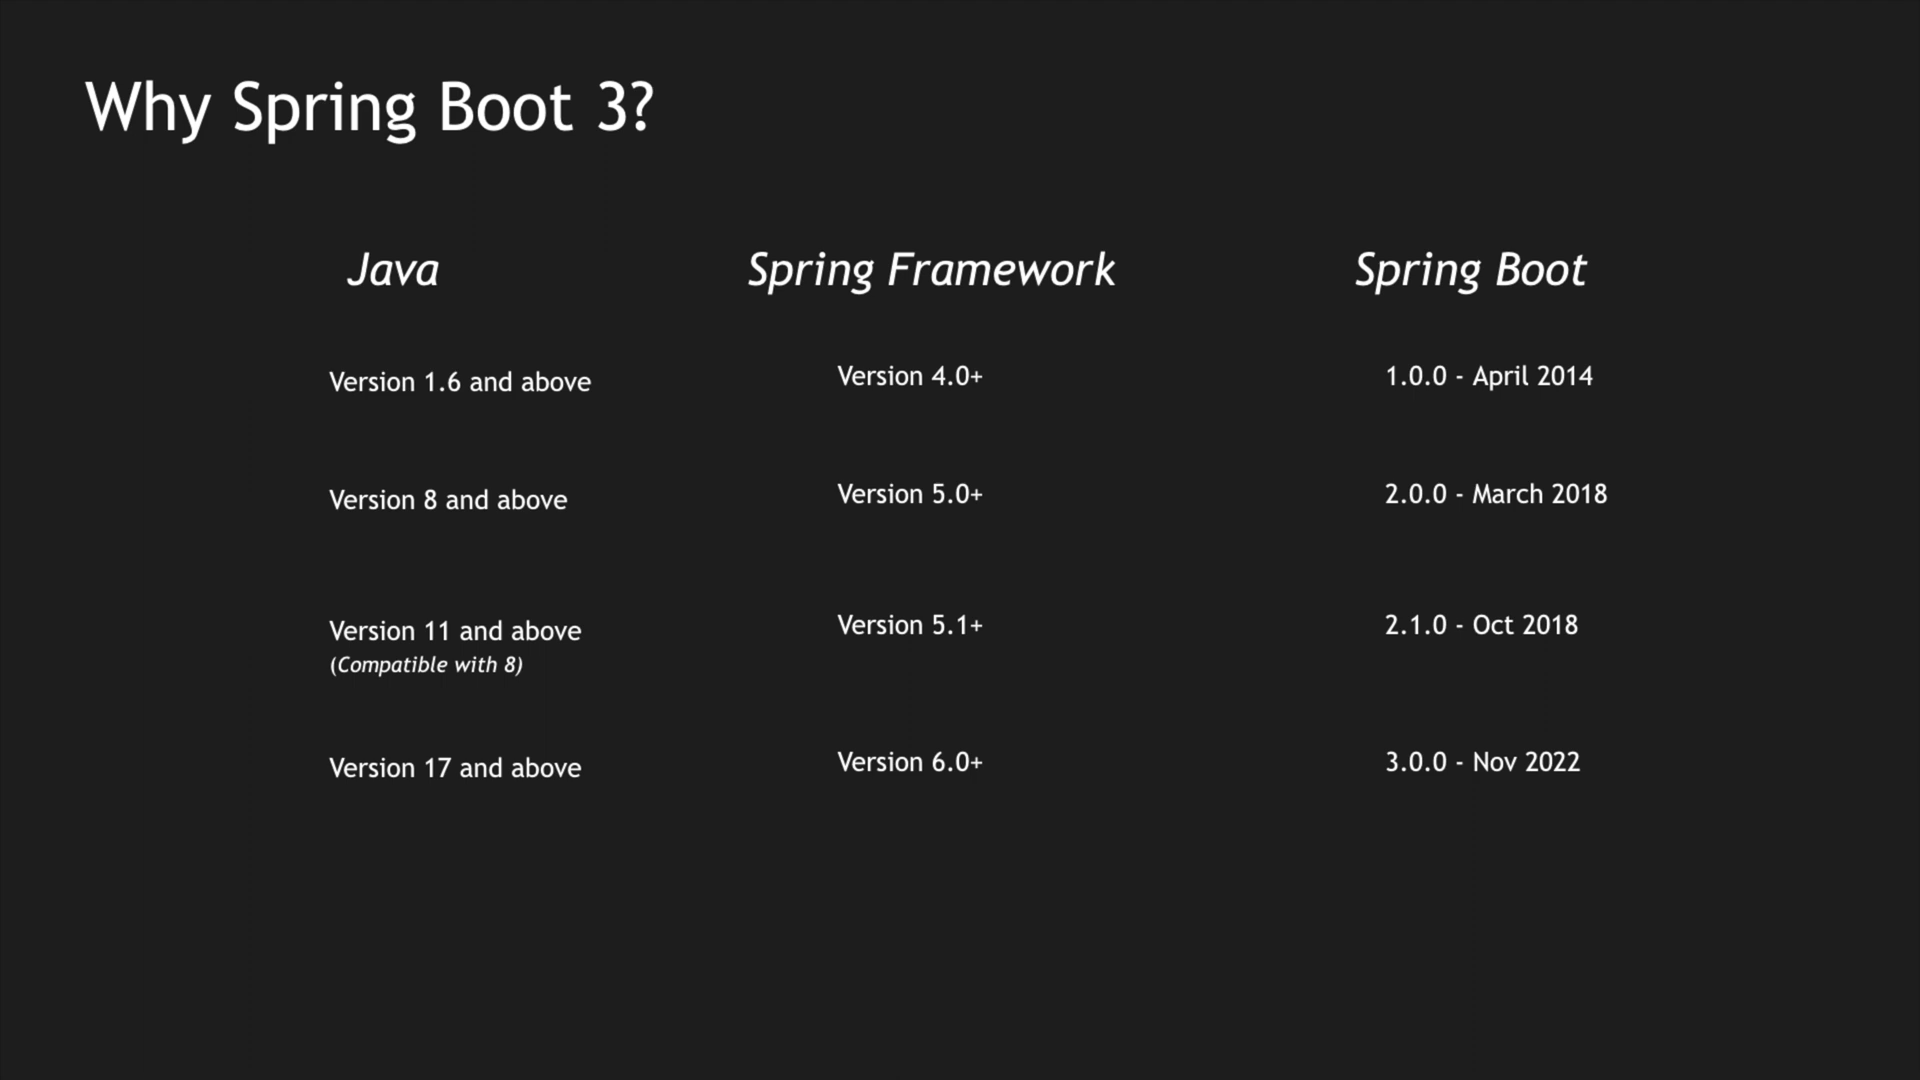 Why Spring Boot 3?
Java Spring Framework Spring Boot
Version 1.6 and above Version 4.0+ 1.0.0 - April 2014
Version 8 and above Version 5.0+ 2.0.0 - March 2018
Version 11 and above Version 5.1+ 2.1.0 - Oct 2018
(Compatible with 8)
Version 17 and above Version 6.0+ 3.0.0 - Nov 2022